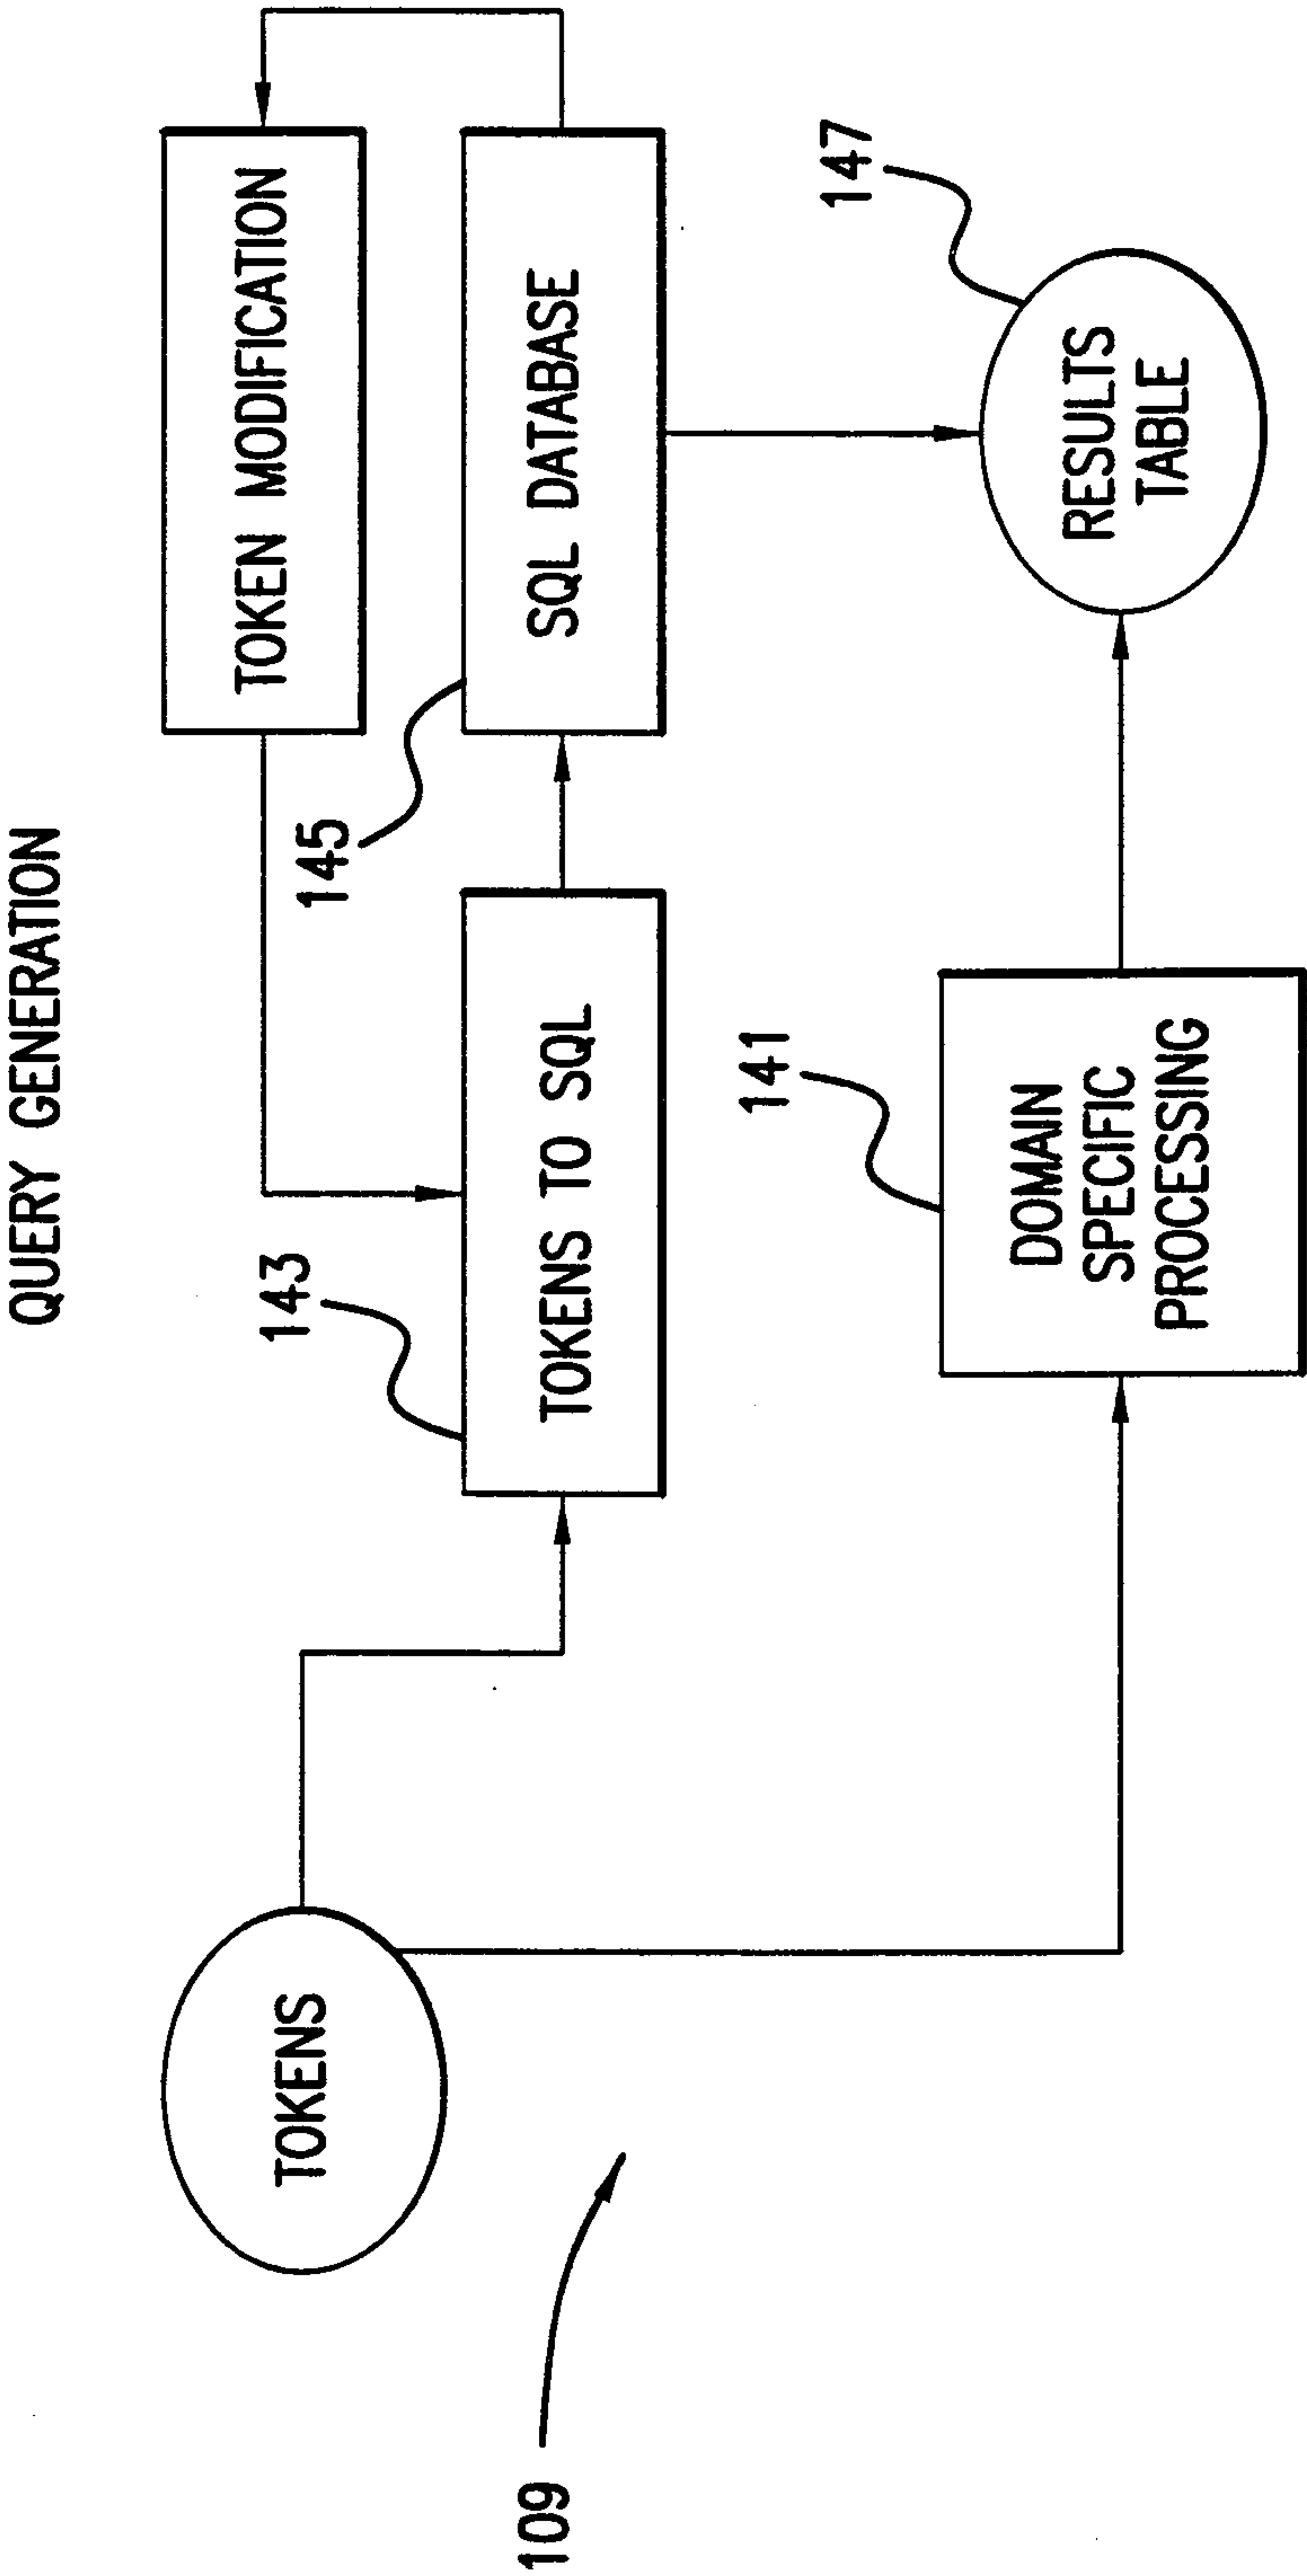 QUERY GENERATION
TOKEN MODIFICATION
145
SQL DATABASE
143
TOKENS TO SQL
TOKENS
147
RESULTS
TABLE
141
DOMAIN
SPECIFIC
PROCESSING
109